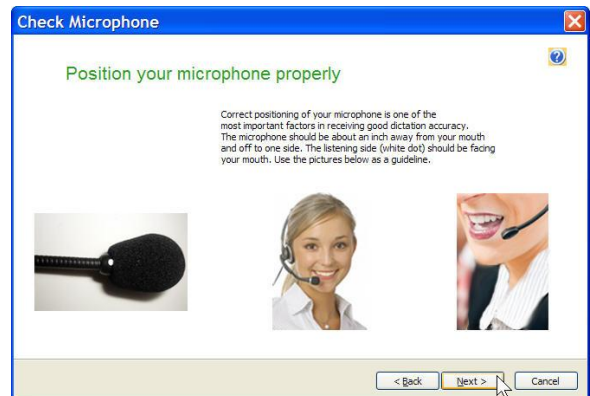 Check Microphone
Position your microphone properly
Correct positioning of your microphone is one of the
most important factors in receiving good dictation accuracy.
The microphone should be about an inch away from your mouth
and off to one side. The listening side (white dot) should be facing
your mouth. Use the pictures below as a guideline.
< Back Next > Cancel